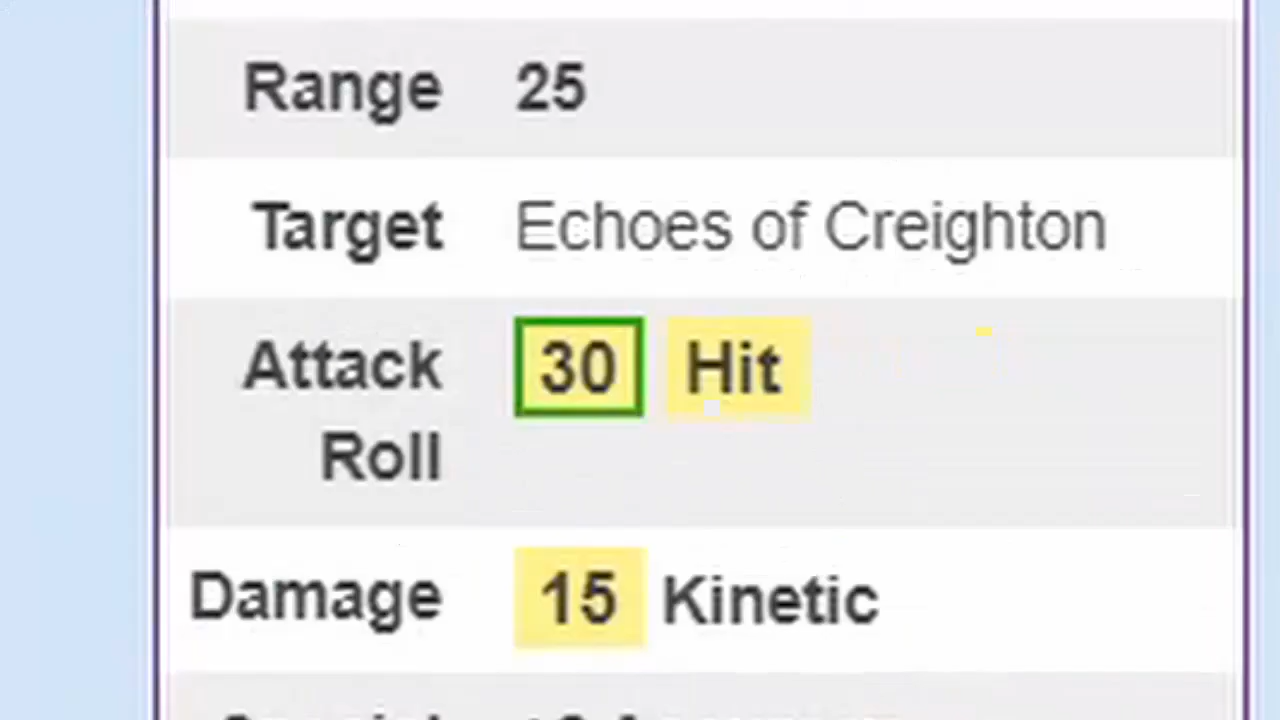 Range 25
Target Echoes of Creighton
Attack 30 Hit
Roll
Damage 15 Kinetic